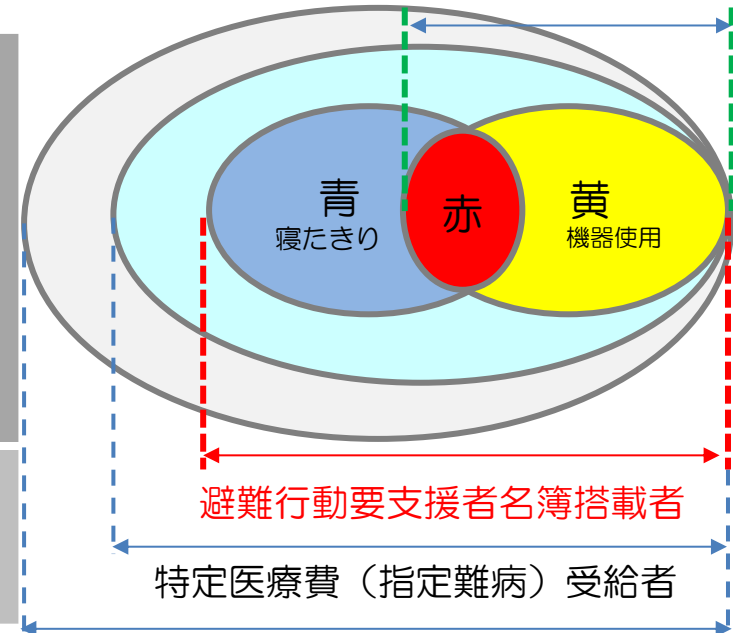 青
寝たきり
赤
黄
機器使用
避難行動要支援者名簿搭載者
特定医療費（指定難病）受給者